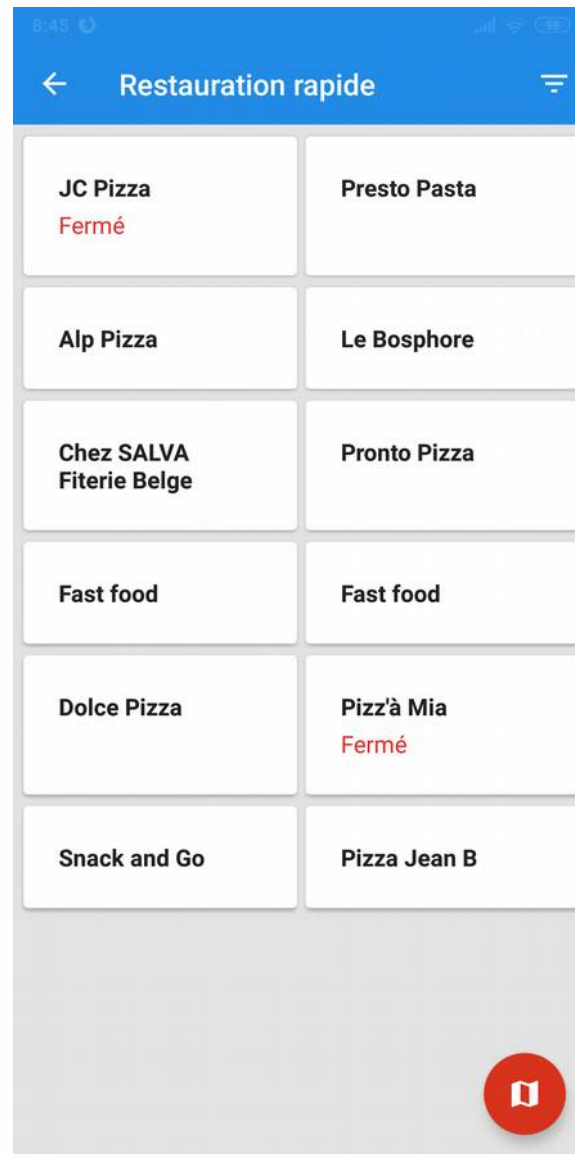 8:45
98
Restauration rapide
JC Pizza
Fermé
Presto Pasta
Alp Pizza
Le Bosphore
Chez SALVA
Fiterie Belge
Pronto Pizza
Fast food
Fast food
Dolce Pizza
Pizz'à Mia
Fermé
Snack and Go
Pizza Jean B